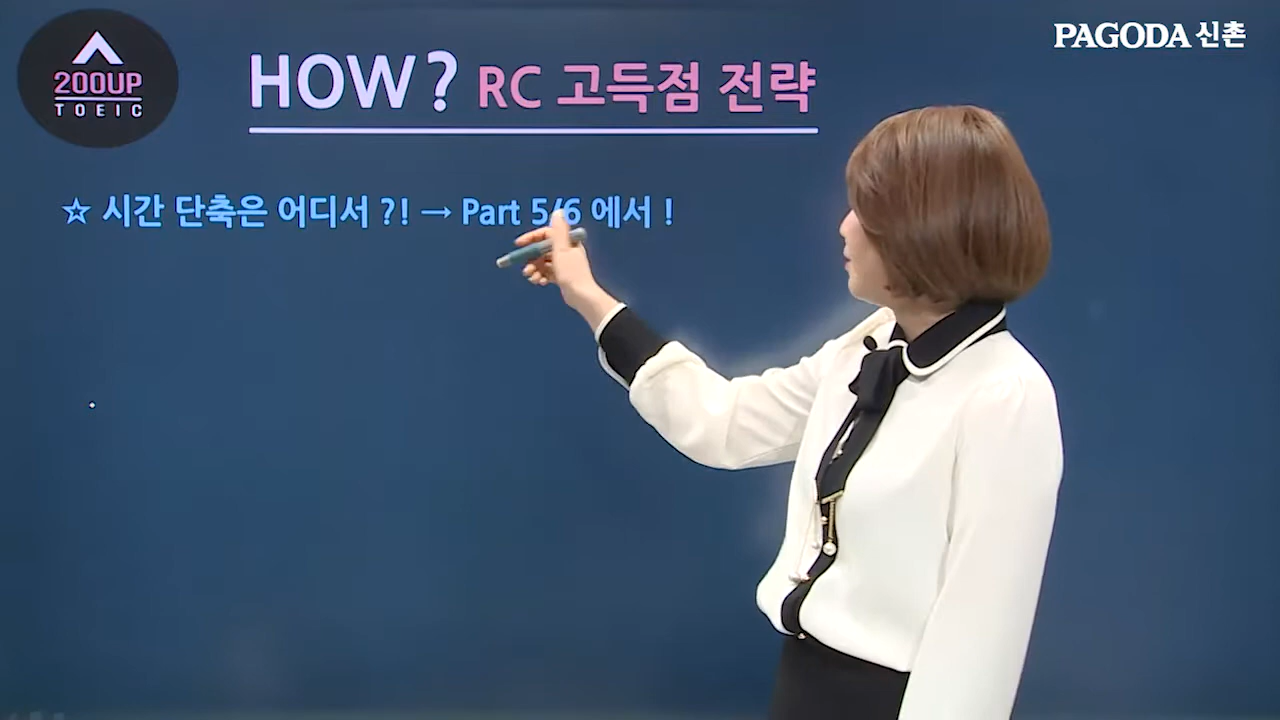 200UP
TOEIC
HOW? RC 고득점 전략
PAGODA 신촌
☆ 시간 단축은 어디서 ?! → Part 5/6 에서 !